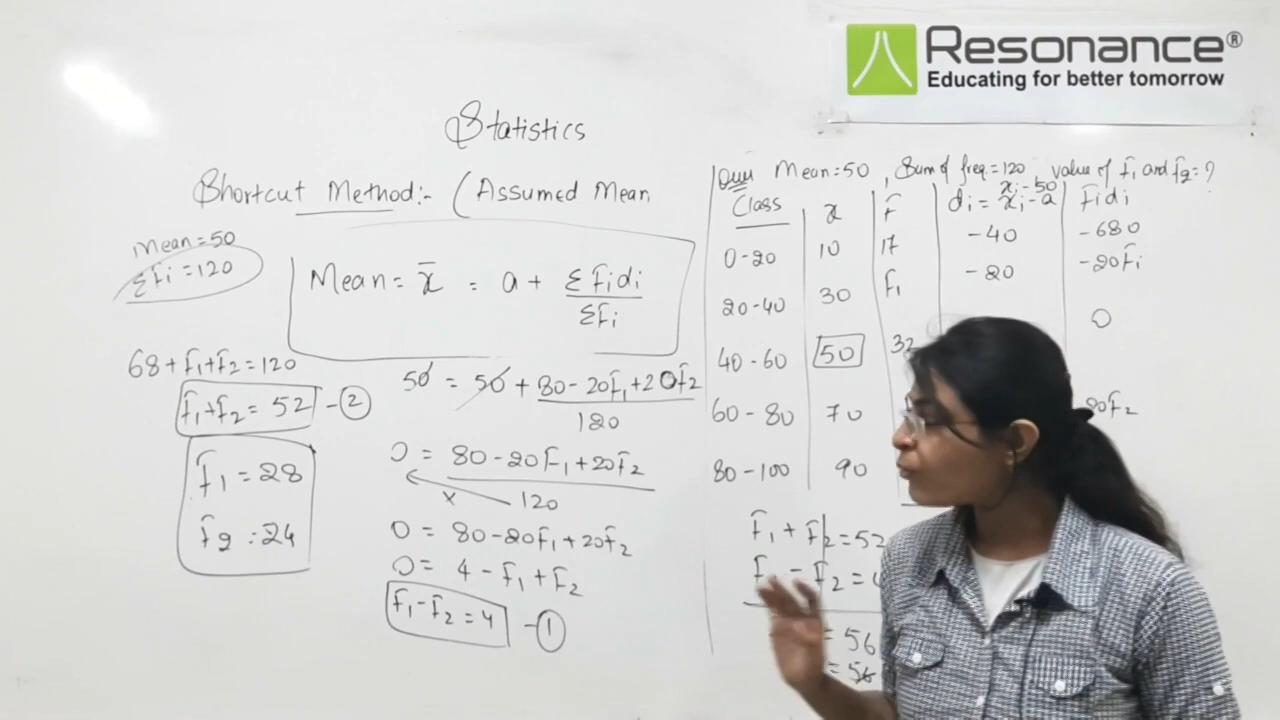 Resonance®
Educating for better tomorrow
Statistics
Shortcut Method:- (Assumed Mean
Mean=50
Σfi=120
Mean = x̄ = a + Σfidi / Σfi
68+f1+f2=120
f1+f2=52 -②
f1=28
f2=24
50 = 50 + 80-20f1+20f2 / 120
0 = 80-20f1+20f2 / 120
0 = 80-20f1+20f2
0 = 4-f1+f2
f1-f2=4 -①
Mean=50, Sum of freq.=120 value of f1 and f2=?
xi-50
Class x f di=xi-a fidi
0-20 10 17 -40 -680
20-40 30 f1 -20 -20fi
40-60 50 32 0
60-80 70 20f2
80-100 90
f1+f2=52
f2=
=56
=56